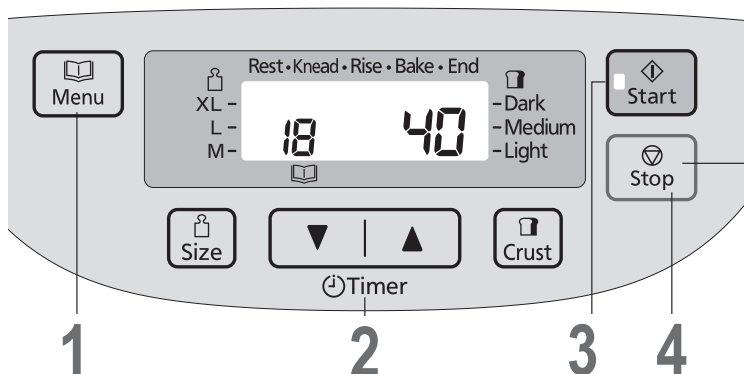 Menu
Rest • Knead • Rise • Bake • End
XL –
L –
M –
18
40
– Dark
– Medium
– Light
Start
Stop
Size
Timer
Crust
1
2
3
4